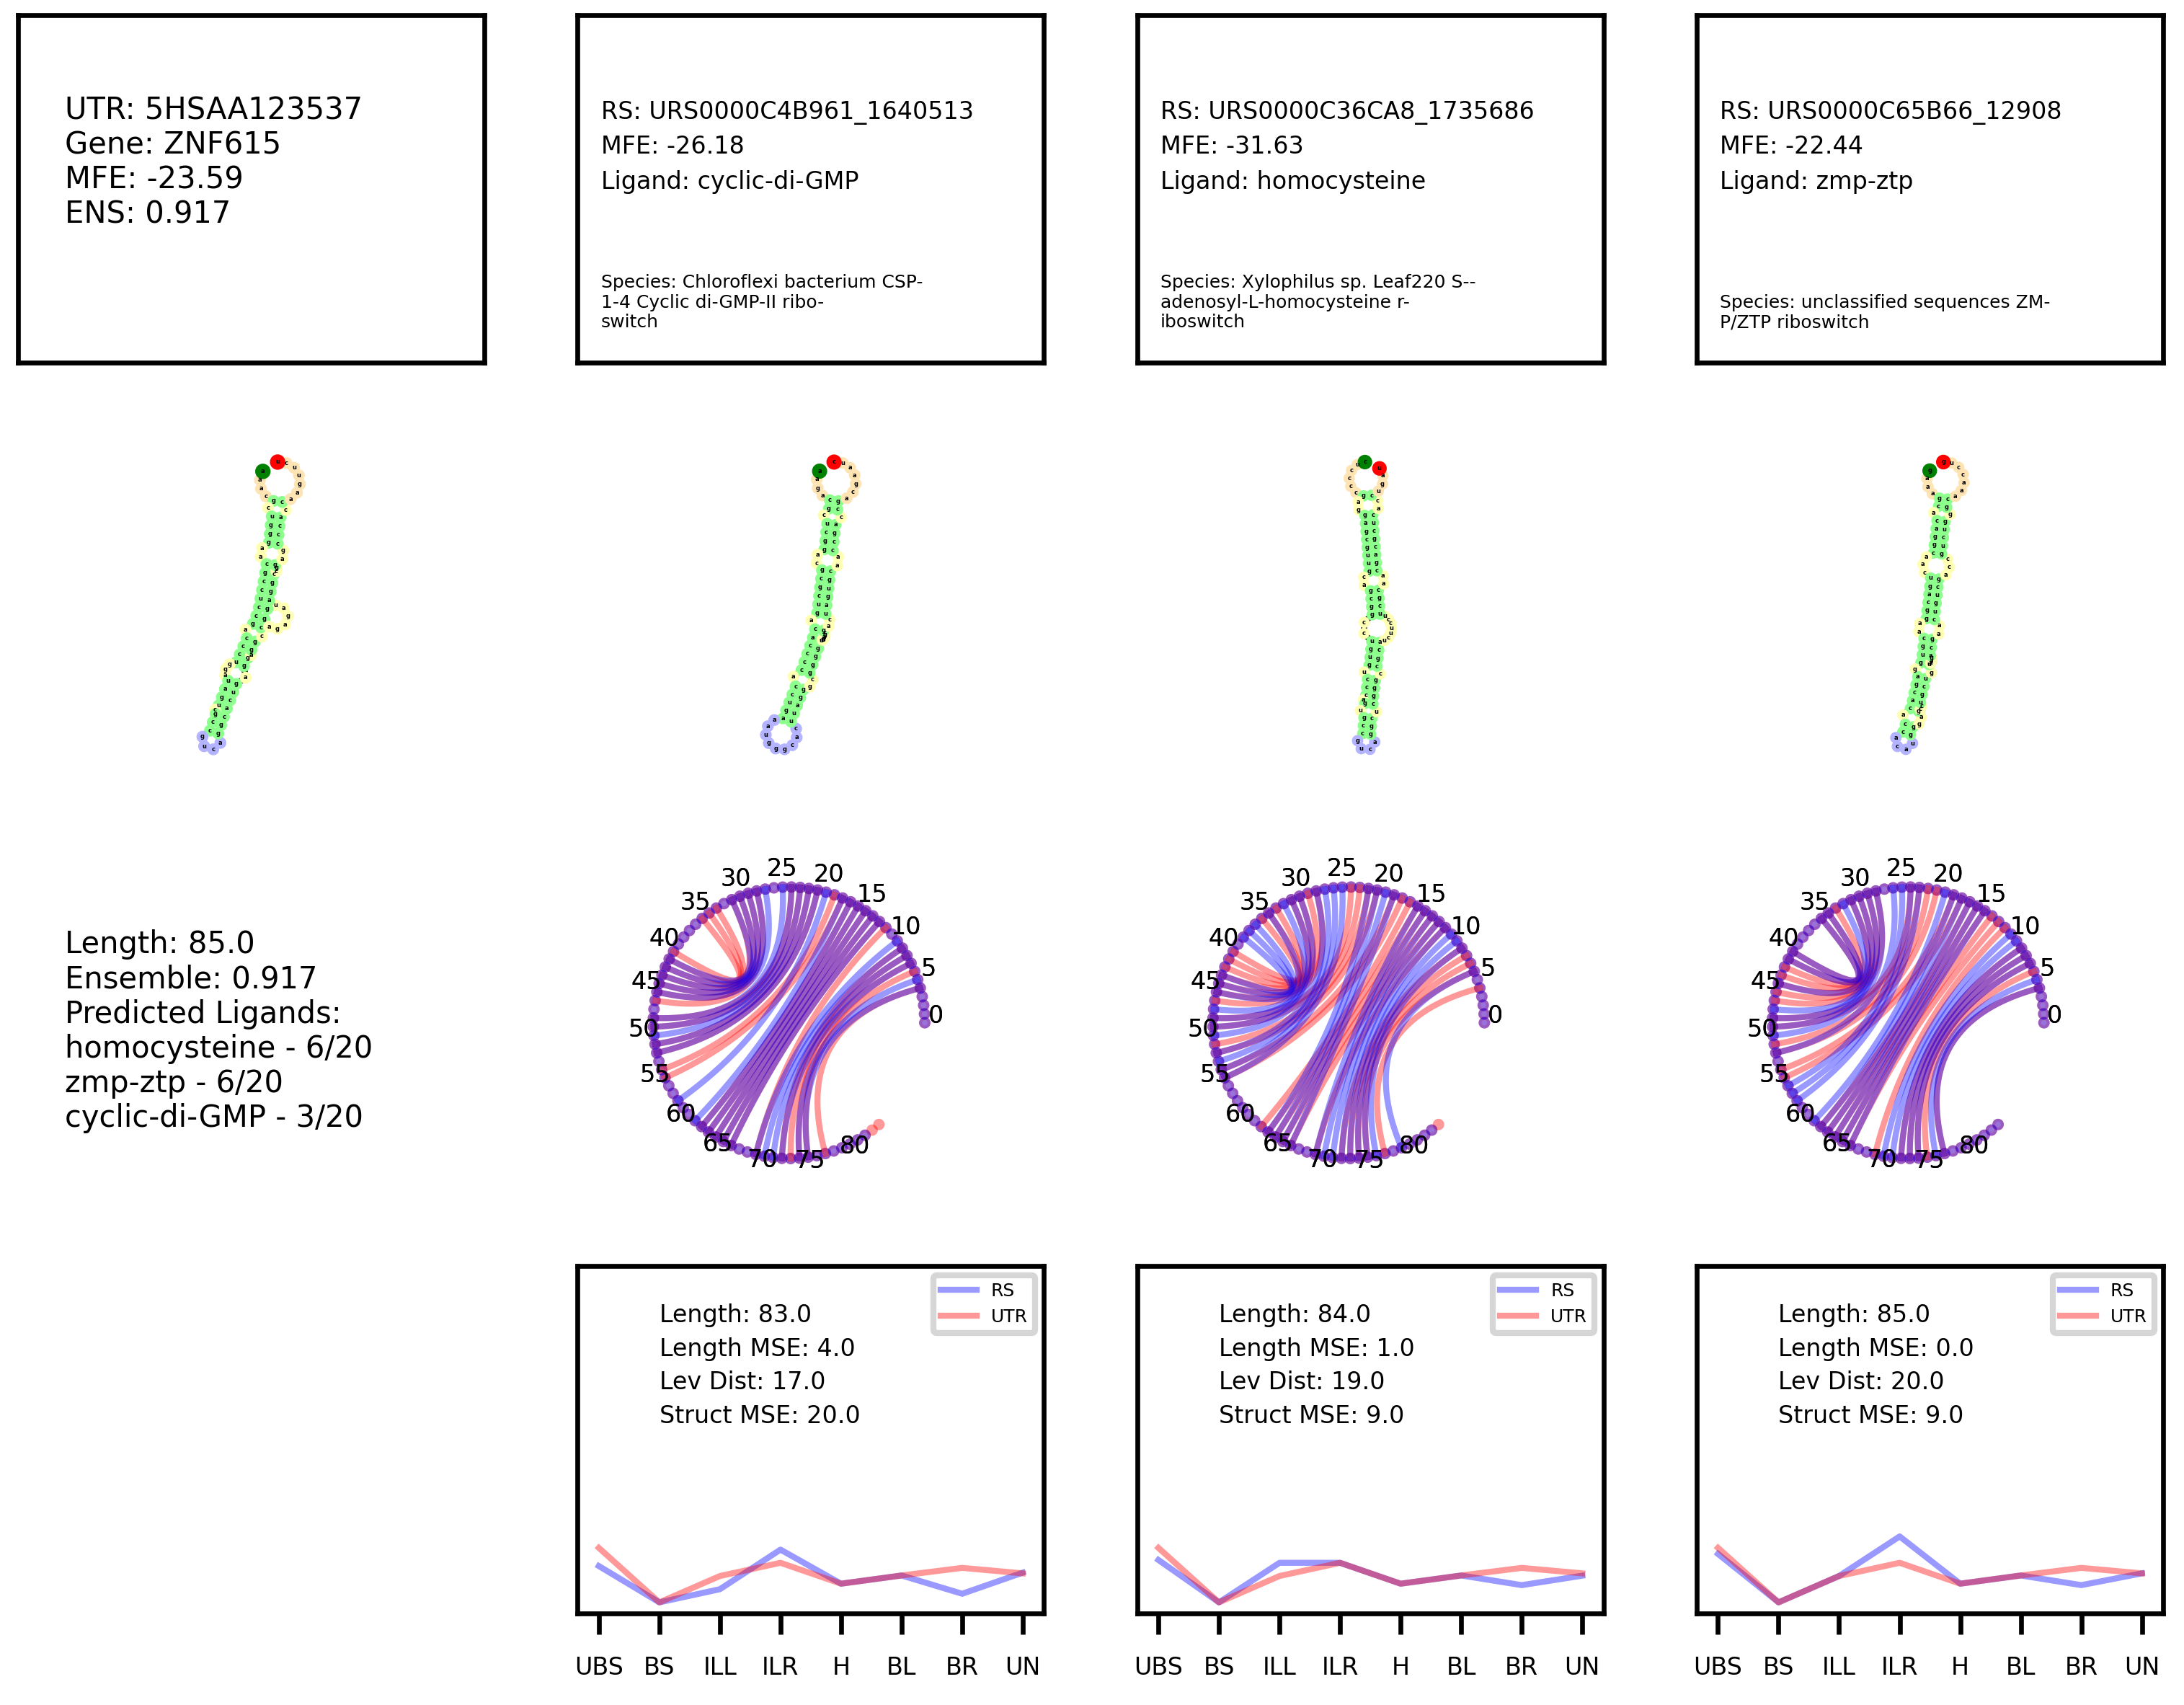 UTR: 5HSAA123537
Gene: ZNF615
MFE: -23.59
ENS: 0.917
RS: URS0000C4B961_1640513
MFE: -26.18
Ligand: cyclic-di-GMP
Species: Chloroflexi bacterium CSP-
1-4 Cyclic di-GMP-II ribo-
switch
RS: URS0000C36CA8_1735686
MFE: -31.63
Ligand: homocysteine
Species: Xylophilus sp. Leaf220 S--
adenosyl-L-homocysteine r-
iboswitch
RS: URS0000C65B66_12908
MFE: -22.44
Ligand: zmp-ztp
Species: unclassified sequences ZM-
P/ZTP riboswitch
Length: 85.0
Ensemble: 0.917
Predicted Ligands:
homocysteine - 6/20
zmp-ztp - 6/20
cyclic-di-GMP - 3/20
0
5
10
15
20
25
30
35
40
45
50
55
60
65
70
75
80
0
5
10
15
20
25
30
35
40
45
50
55
60
65
70
75
80
0
5
10
15
20
25
30
35
40
45
50
55
60
65
70
75
80
RS
UTR
Length: 83.0
Length MSE: 4.0
Lev Dist: 17.0
Struct MSE: 20.0
UBS BS ILL ILR H BL BR UN
RS
UTR
Length: 84.0
Length MSE: 1.0
Lev Dist: 19.0
Struct MSE: 9.0
UBS BS ILL ILR H BL BR UN
RS
UTR
Length: 85.0
Length MSE: 0.0
Lev Dist: 20.0
Struct MSE: 9.0
UBS BS ILL ILR H BL BR UN